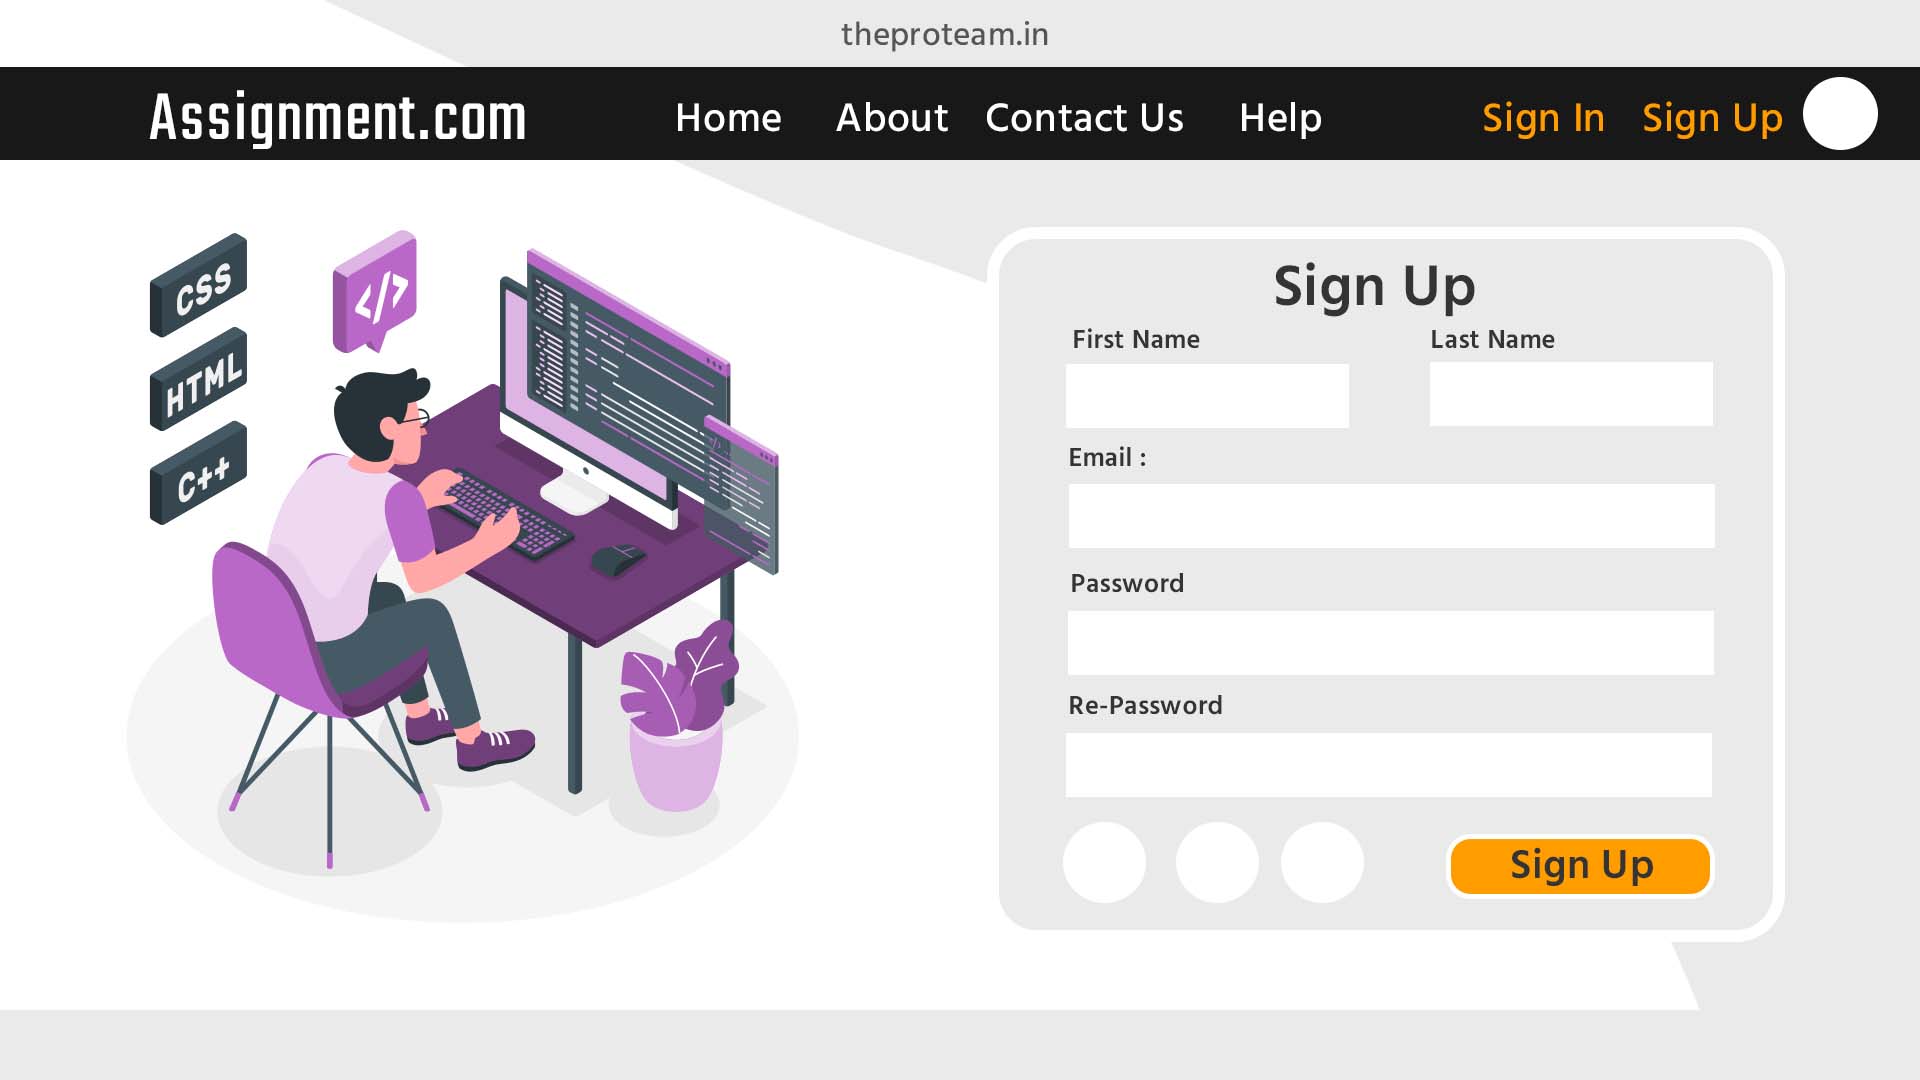 theproteam.in
Assignment.com Home About Contact Us Help Sign In Sign Up
CSS
</>
HTML
C++
Sign Up
First Name Last Name
Email :
Password
Re-Password
Sign Up